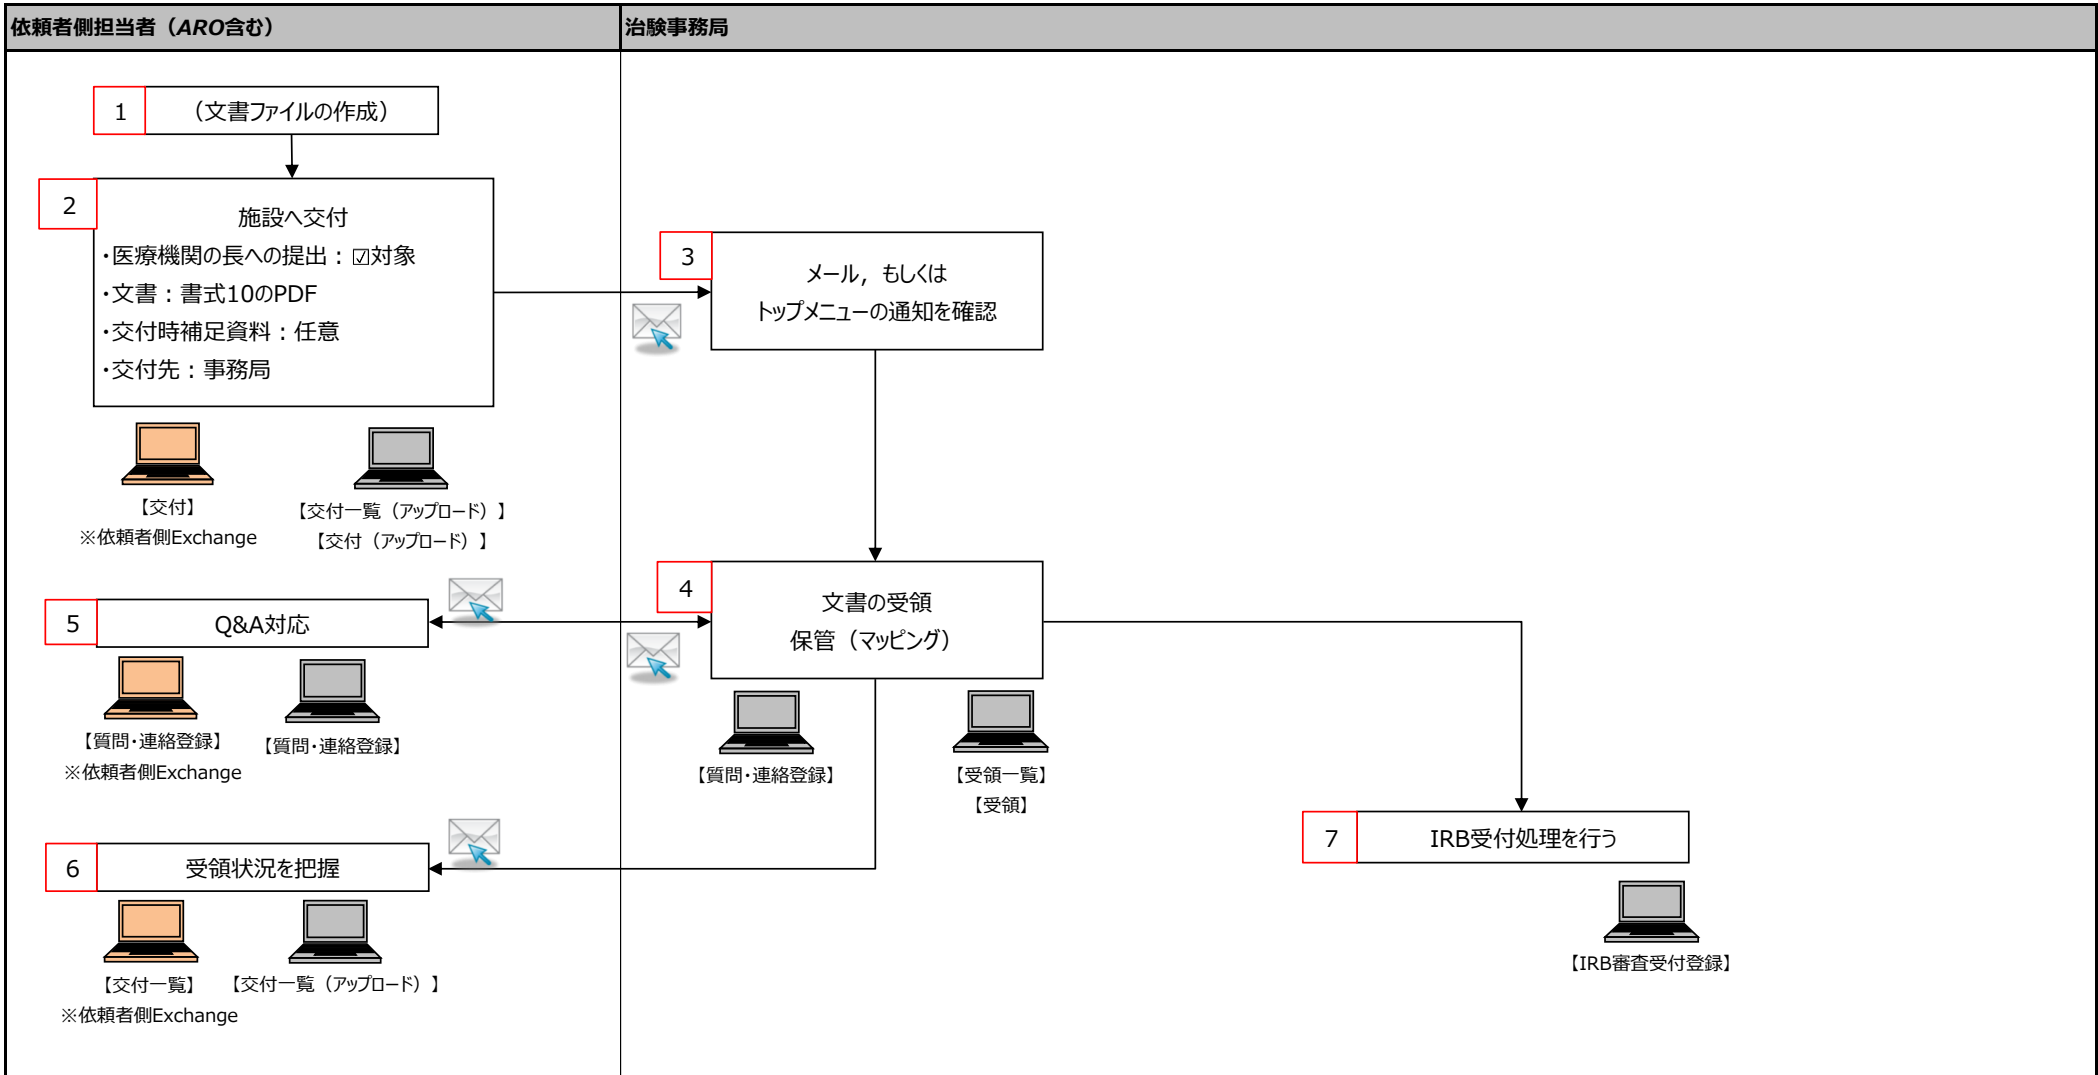 依頼者側担当者（ARO含む）
治験事務局
1
（文書ファイルの作成）
2
施設へ交付
・医療機関の長への提出：☑対象
・文書：書式10のPDF
・交付時補足資料：任意
・交付先：事務局
【交付】
※依頼者側Exchange
【交付一覧（アップロード）】
【交付（アップロード）】
3
メール，もしくは
トップメニューの通知を確認
4
文書の受領
保管（マッピング）
【質問・連絡登録】
【受領一覧】
【受領】
5
Q&A対応
【質問・連絡登録】
※依頼者側Exchange
【質問・連絡登録】
6
受領状況を把握
【交付一覧】
※依頼者側Exchange
【交付一覧（アップロード）】
7
IRB受付処理を行う
【IRB審査受付登録】